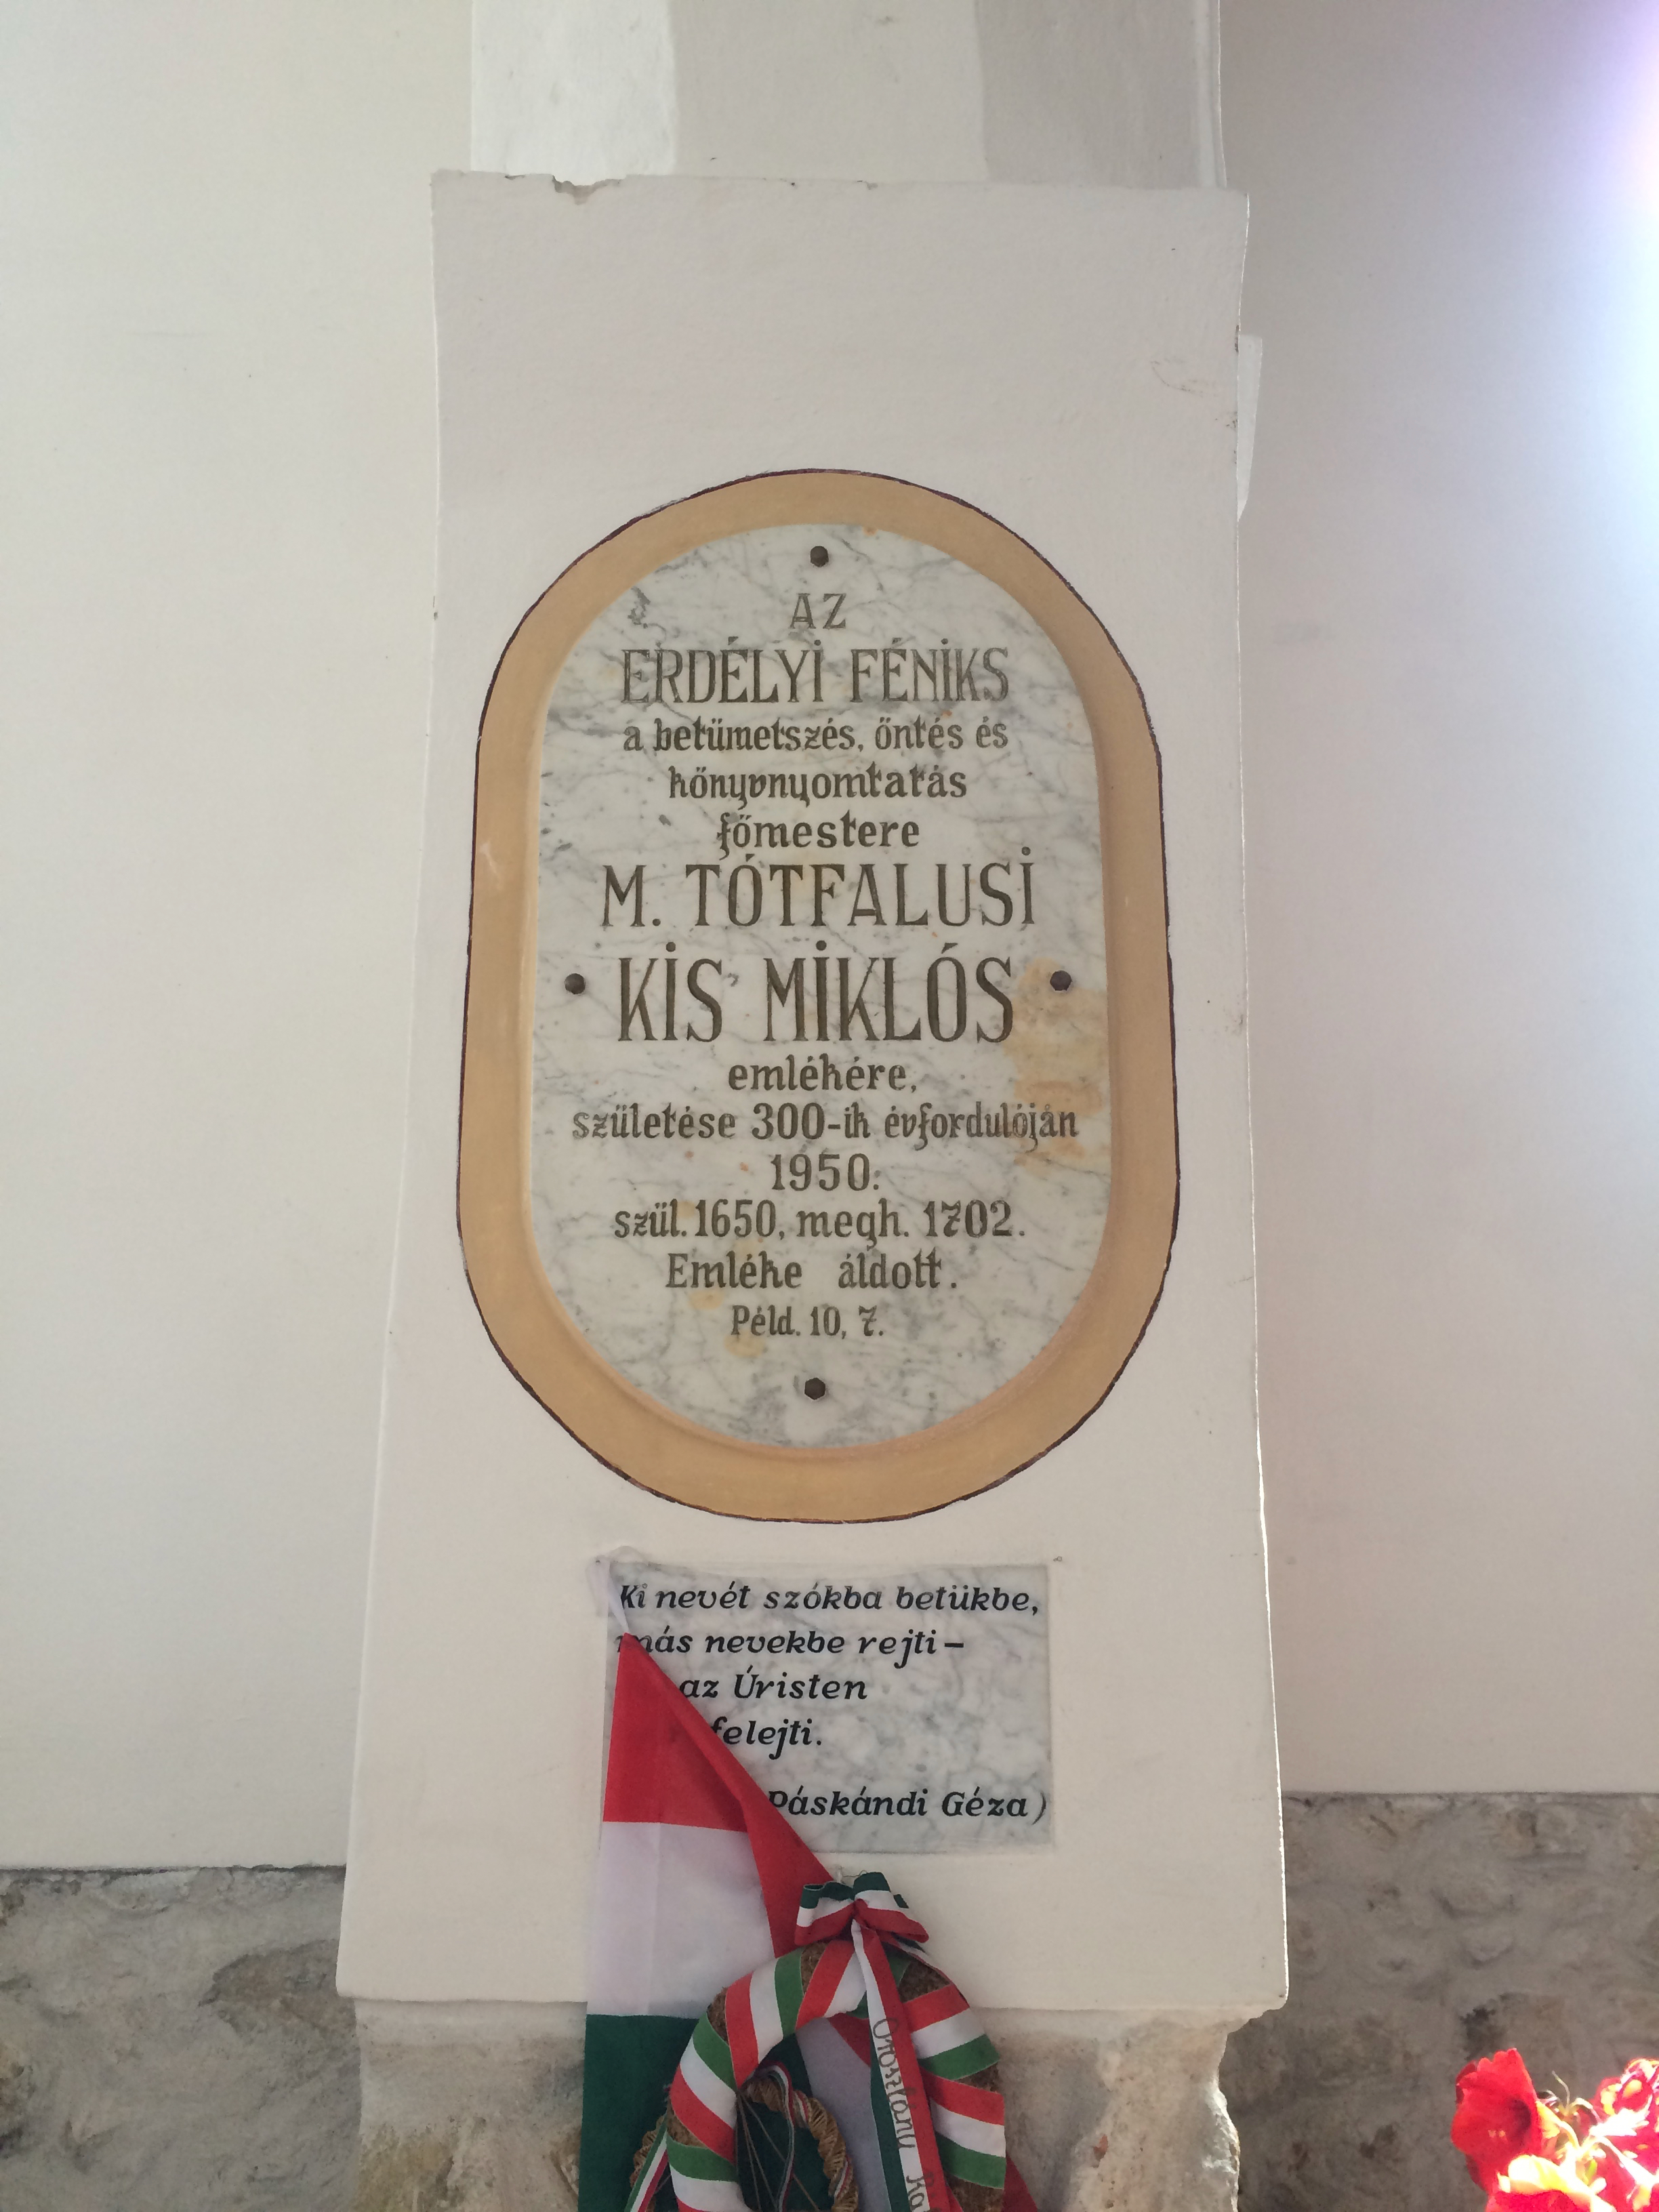 AZ
ERDÉLYI FÉNIKS
a betümetszés, öntés és
könyvnyomtatás
főmestere
M. TÓTFALUSI
KIS MIKLÓS
emlékére,
születése 300-ik évfordulóján
1950.
szül. 1650, megh. 1702.
Emléke áldott.
Péld. 10, 7.
Ki nevét szókba betükbe,
más nevekbe rejti –
az Úristen
felejti.
Páskándi Géza)